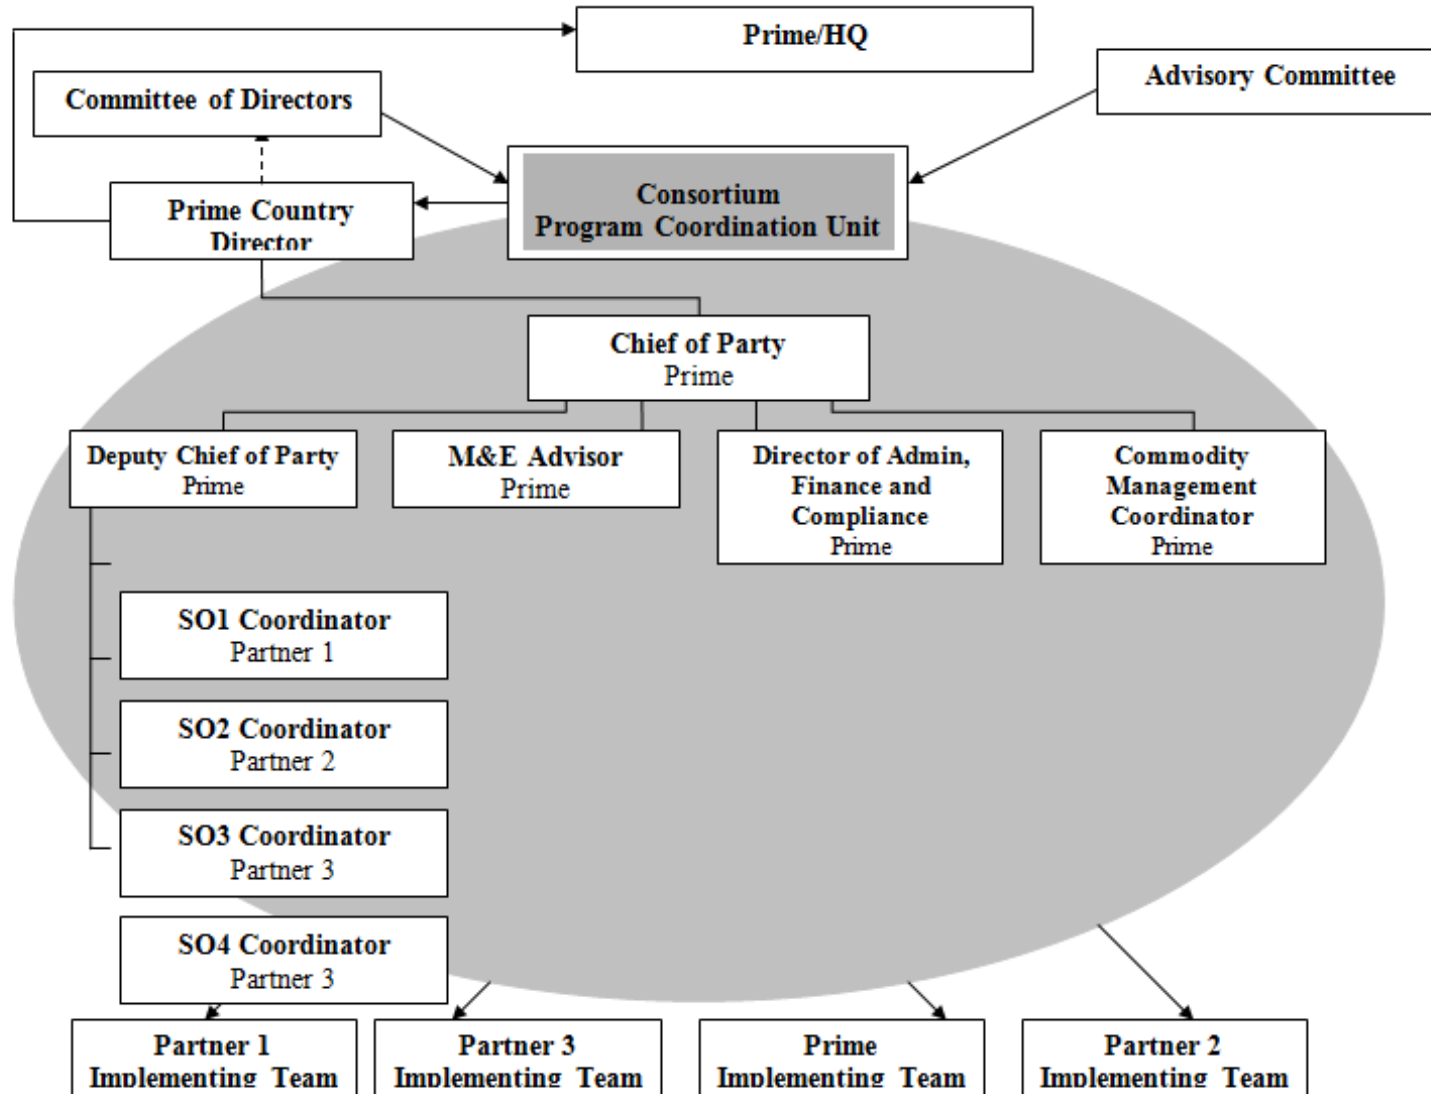 Prime/HQ
Advisory Committee
Committee of Directors
Consortium
Program Coordination Unit
Prime Country
Director
Chief of Party
Prime
Deputy Chief of Party
Prime
M&E Advisor
Prime
Director of Admin,
Finance and
Compliance
Prime
Commodity
Management
Coordinator
Prime
SO1 Coordinator
Partner 1
SO2 Coordinator
Partner 2
SO3 Coordinator
Partner 3
SO4 Coordinator
Partner 3
Partner 1
Implementing Team
Partner 3
Implementing Team
Prime
Implementing Team
Partner 2
Implementing Team